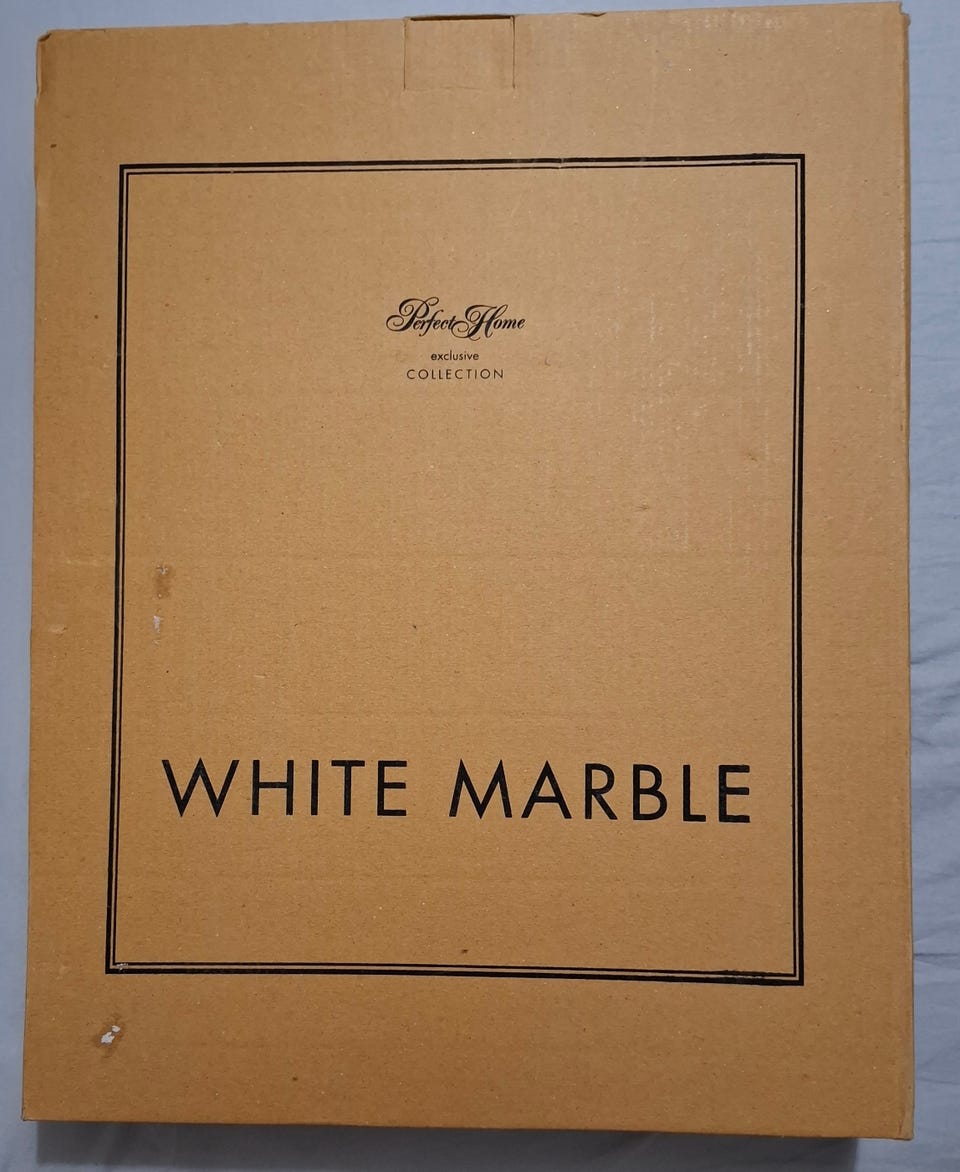 Perfect Home
exclusive
COLLECTION
WHITE MARBLE